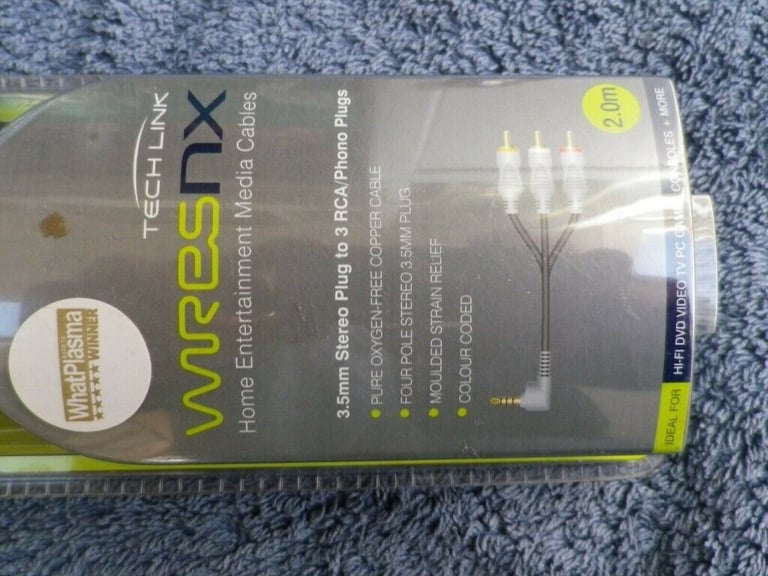 TECH LINK
WIRESNX
Home Entertainment Media Cables
3.5mm Stereo Plug to 3 RCA/Phono Plugs
PURE OXYGEN-FREE COPPER CABLE
FOUR POLE STEREO 3.5MM PLUG
MOULDED STRAIN RELIEF
COLOUR CODED
2.0m
IDEAL FOR HI-FI DVD VIDEO TV PC GAMES CONSOLES + MORE
WhatPlasma
WINNER